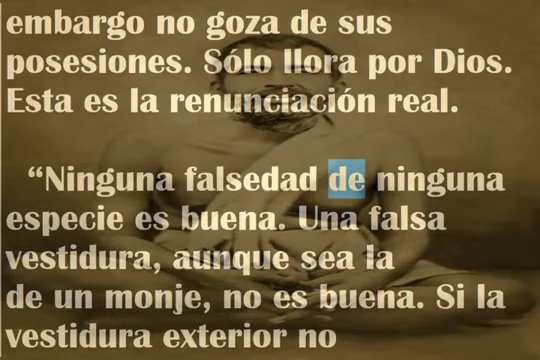 embargo no goza de sus
posesiones. Sólo llora por Dios.
Esta es la renunciación real.
“Ninguna falsedad de ninguna
especie es buena. Una falsa
vestidura, aunque sea la
de un monje, no es buena. Si la
vestidura exterior no